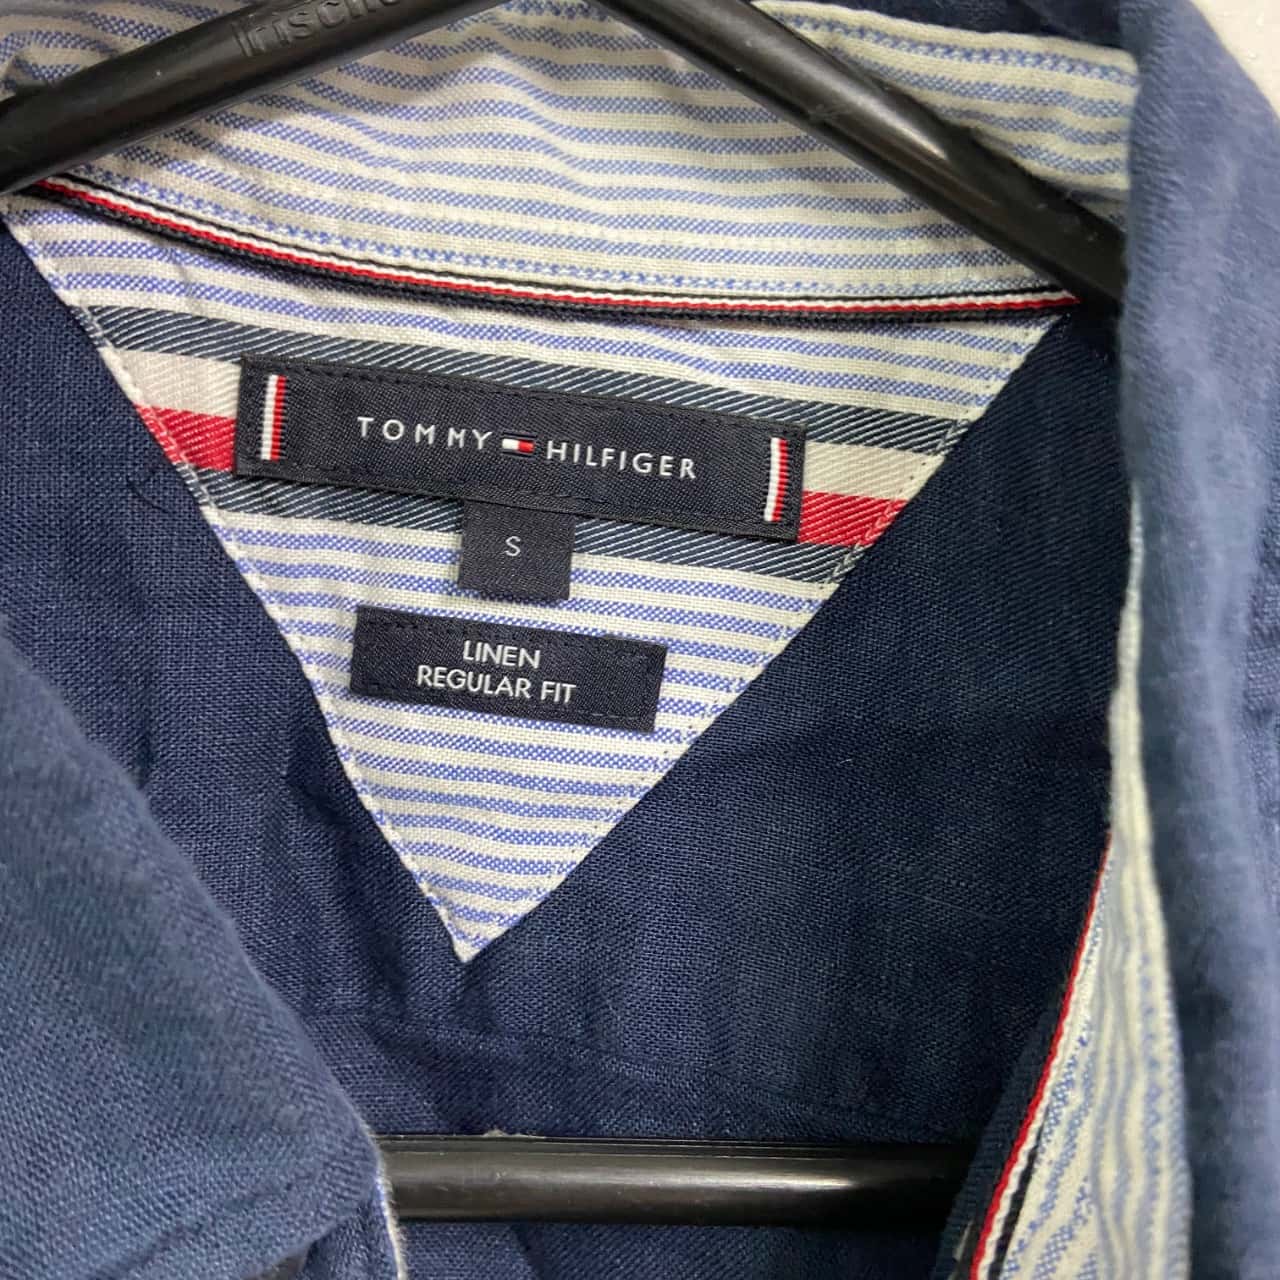 TOMMY HILFIGER
S
LINEN
REGULAR FIT